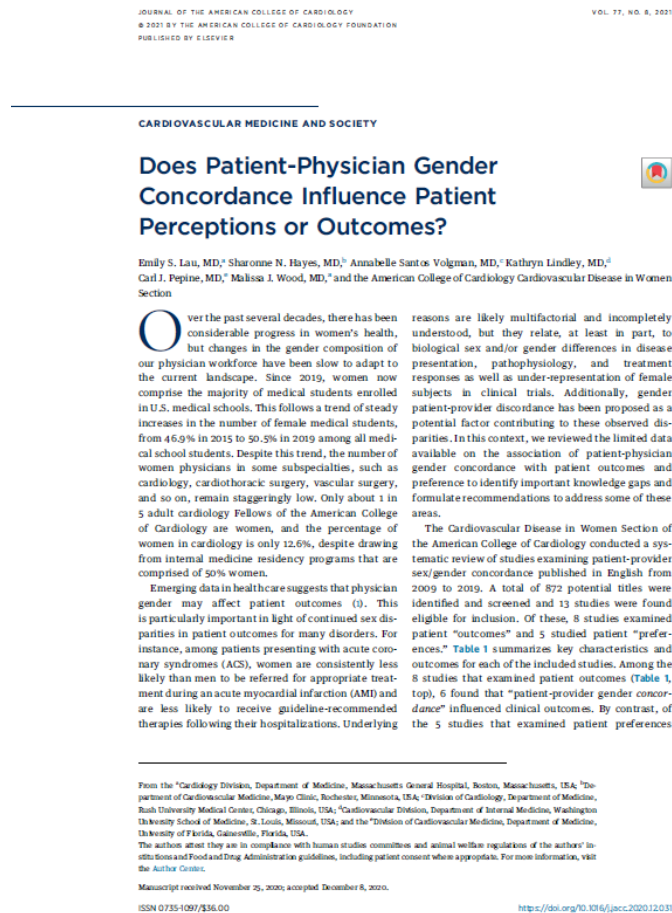 JOURNAL OF THE AMERICAN COLLEGE OF CARDIOLOGY
VOL. 77, NO. 8, 2021
© 2021 BY THE AMERICAN COLLEGE OF CARDIOLOGY FOUNDATION
PUBLISHED BY ELSEVIER
CARDIOVASCULAR MEDICINE AND SOCIETY
Does Patient-Physician Gender
Concordance Influence Patient
Perceptions or Outcomes?
Emily S. Lau, MD,a Sharonne N. Hayes, MD,b Annabelle Santos Volgman, MD,c Kathryn Lindley, MD,d
Carl J. Pepine, MD,e Malissa J. Wood, MD,a and the American College of Cardiology Cardiovascular Disease in Women
Section
Over the past several decades, there has been
considerable progress in women's health,
but changes in the gender composition of
our physician workforce have been slow to adapt to
the current landscape. Since 2019, women now
comprise the majority of medical students enrolled
in U.S. medical schools. This follows a trend of steady
increases in the number of female medical students,
from 46.9% in 2015 to 50.5% in 2019 among all medi-
cal school students. Despite this trend, the number of
women physicians in some subspecialties, such as
cardiology, cardiothoracic surgery, vascular surgery,
and so on, remain staggeringly low. Only about 1 in
5 adult cardiology Fellows of the American College
of Cardiology are women, and the percentage of
women in cardiology is only 12.6%, despite drawing
from internal medicine residency programs that are
comprised of 50% women.
Emerging data in healthcare suggests that physician
gender may affect patient outcomes (1). This
is particularly important in light of continued sex dis-
parities in patient outcomes for many disorders. For
instance, among patients presenting with acute coro-
nary syndromes (ACS), women are consistently less
likely than men to be referred for appropriate treat-
ment during an acute myocardial infarction (AMI) and
are less likely to receive guideline-recommended
therapies following their hospitalizations. Underlying
reasons are likely multifactorial and incompletely
understood, but they relate, at least in part, to
biological sex and/or gender differences in disease
presentation, pathophysiology, and treatment
responses as well as under-representation of female
subjects in clinical trials. Additionally, gender
patient-provider discordance has been proposed as a
potential factor contributing to these observed dis-
parities. In this context, we reviewed the limited data
available on the association of patient-physician
gender concordance with patient outcomes and
preference to identify important knowledge gaps and
formulate recommendations to address some of these
areas.
The Cardiovascular Disease in Women Section of
the American College of Cardiology conducted a sys-
tematic review of studies examining patient-provider
sex/gender concordance published in English from
2009 to 2019. A total of 872 potential titles were
identified and screened and 13 studies were found
eligible for inclusion. Of these, 8 studies examined
patient "outcomes" and 5 studied patient "prefer-
ences." Table 1 summarizes key characteristics and
outcomes for each of the included studies. Among the
8 studies that examined patient outcomes (Table 1,
top), 6 found that "patient-provider gender concor-
dance" influenced clinical outcomes. By contrast, of
the 5 studies that examined patient preferences
From the aCardiology Division, Department of Medicine, Massachusetts General Hospital, Boston, Massachusetts, USA; bDe-
partment of Cardiovascular Medicine, Mayo Clinic, Rochester, Minnesota, USA; cDivision of Cardiology, Department of Medicine,
Rush University Medical Center, Chicago, Illinois, USA; dCardiovascular Division, Department of Internal Medicine, Washington
University School of Medicine, St. Louis, Missouri, USA; and the eDivision of Cardiovascular Medicine, Department of Medicine,
University of Florida, Gainesville, Florida, USA.
The authors attest they are in compliance with human studies committees and animal welfare regulations of the authors' in-
stitutions and Food and Drug Administration guidelines, including patient consent where appropriate. For more information, visit
the Author Center.
Manuscript received November 25, 2020; accepted December 8, 2020.
ISSN 0735-1097/$36.00
https://doi.org/10.1016/j.jacc.2020.12.031